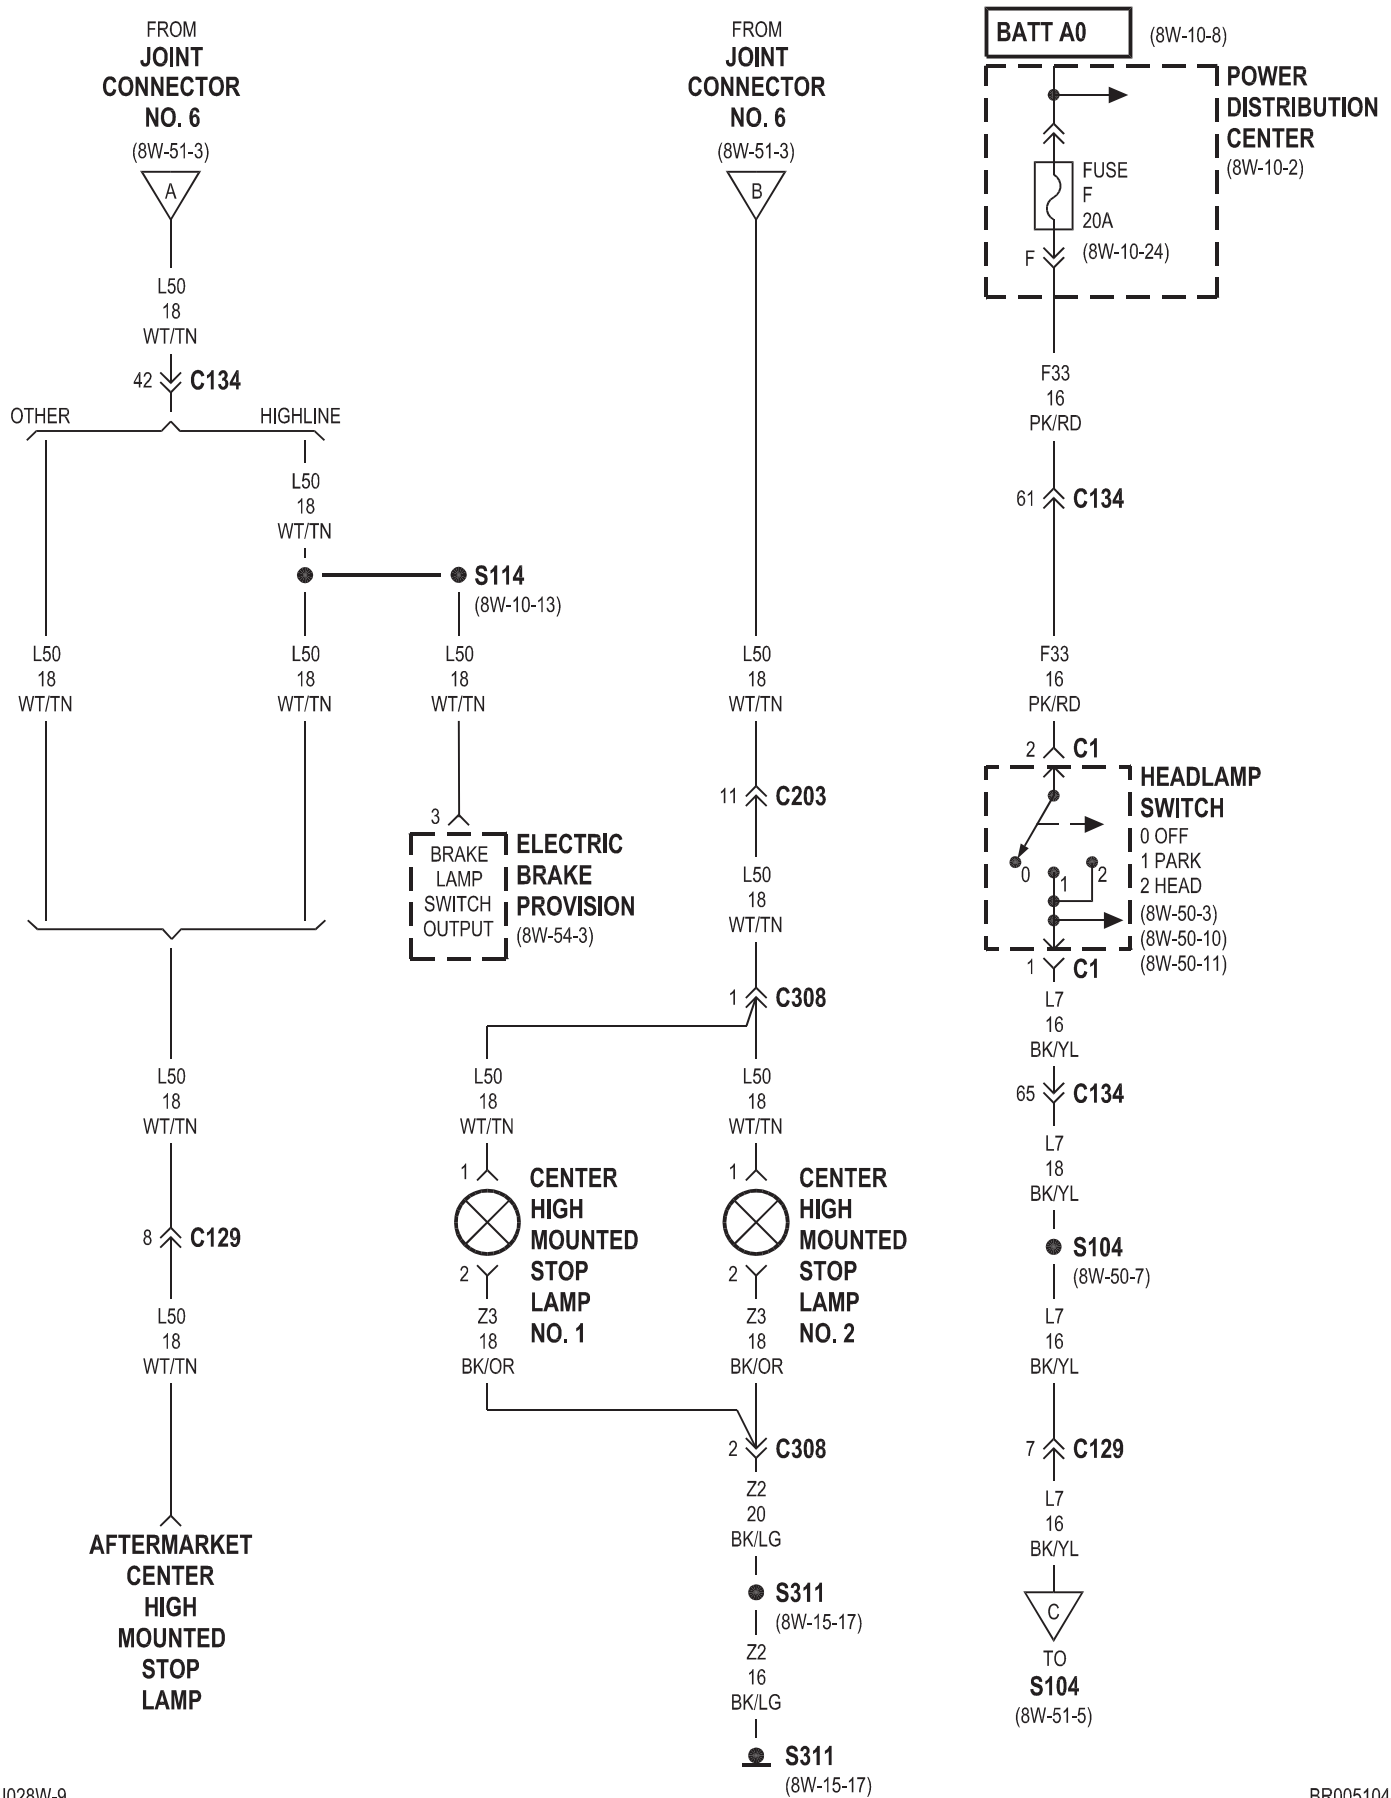 FROM
JOINT
CONNECTOR
NO. 6
(8W-51-3)
A
L50
18
WT/TN
42
C134
OTHER
HIGHLINE
L50
18
WT/TN
S114
(8W-10-13)
L50
18
WT/TN
L50
18
WT/TN
L50
18
WT/TN
3
BRAKE
LAMP
SWITCH
OUTPUT
ELECTRIC
BRAKE
PROVISION
(8W-54-3)
L50
18
WT/TN
8
C129
L50
18
WT/TN
AFTERMARKET
CENTER
HIGH
MOUNTED
STOP
LAMP
FROM
JOINT
CONNECTOR
NO. 6
(8W-51-3)
B
L50
18
WT/TN
11
C203
L50
18
WT/TN
1
C308
L50
18
WT/TN
L50
18
WT/TN
1
CENTER
HIGH
MOUNTED
STOP
LAMP
NO. 1
2
Z3
18
BK/OR
1
CENTER
HIGH
MOUNTED
STOP
LAMP
NO. 2
2
Z3
18
BK/OR
2
C308
Z2
20
BK/LG
S311
(8W-15-17)
Z2
16
BK/LG
S311
(8W-15-17)
BATT A0
(8W-10-8)
POWER
DISTRIBUTION
CENTER
(8W-10-2)
FUSE
F
20A
(8W-10-24)
F
F33
16
PK/RD
61
C134
F33
16
PK/RD
2
C1
HEADLAMP
SWITCH
0 OFF
1 PARK
2 HEAD
(8W-50-3)
(8W-50-10)
(8W-50-11)
0
1
2
1
C1
L7
16
BK/YL
65
C134
L7
18
BK/YL
S104
(8W-50-7)
L7
16
BK/YL
7
C129
L7
16
BK/YL
C
TO
S104
(8W-51-5)
J028W-9
BR005104